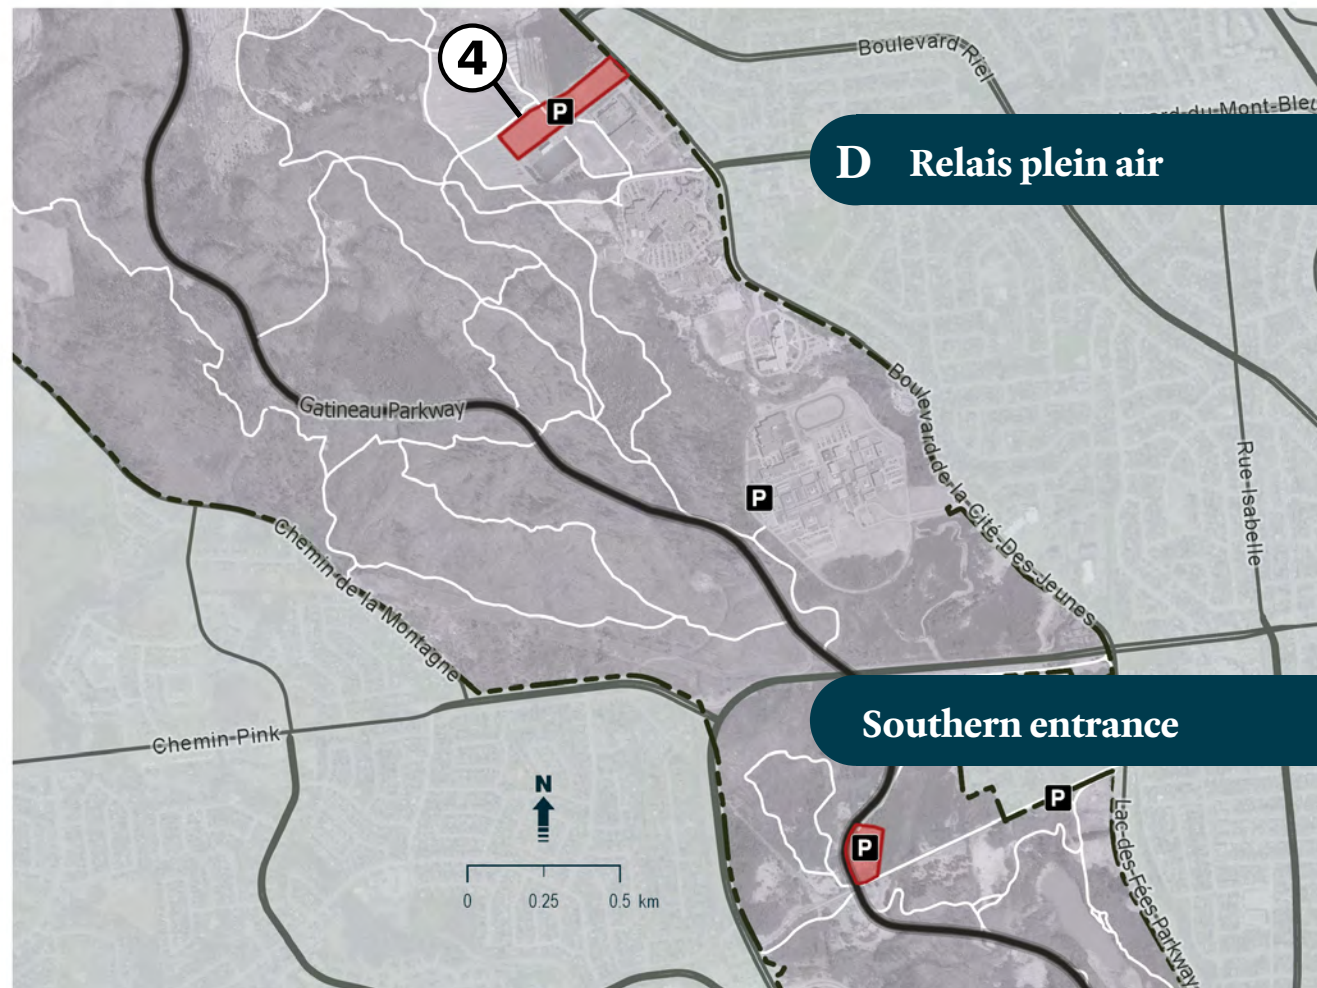 4
P
Boulevard Riel
D Relais plein air
Gatineau Parkway
Boulevard de la Cité-Des-Jeunes
Rue Isabelle
P
Chemin de la Montagne
Chemin Pink
Southern entrance
N
0 0.25 0.5 km
P
P
Lac-des-Fées Parkway